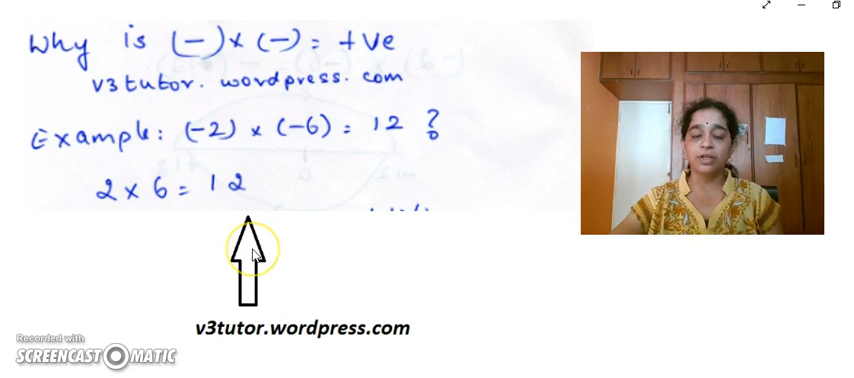 Why is (-) × (-) = +ve
v3tutor. wordpress. com
Example: (-2) × (-6) = 12 ?
2 × 6 = 12
v3tutor.wordpress.com
Recorded with
SCREENCAST O MATIC